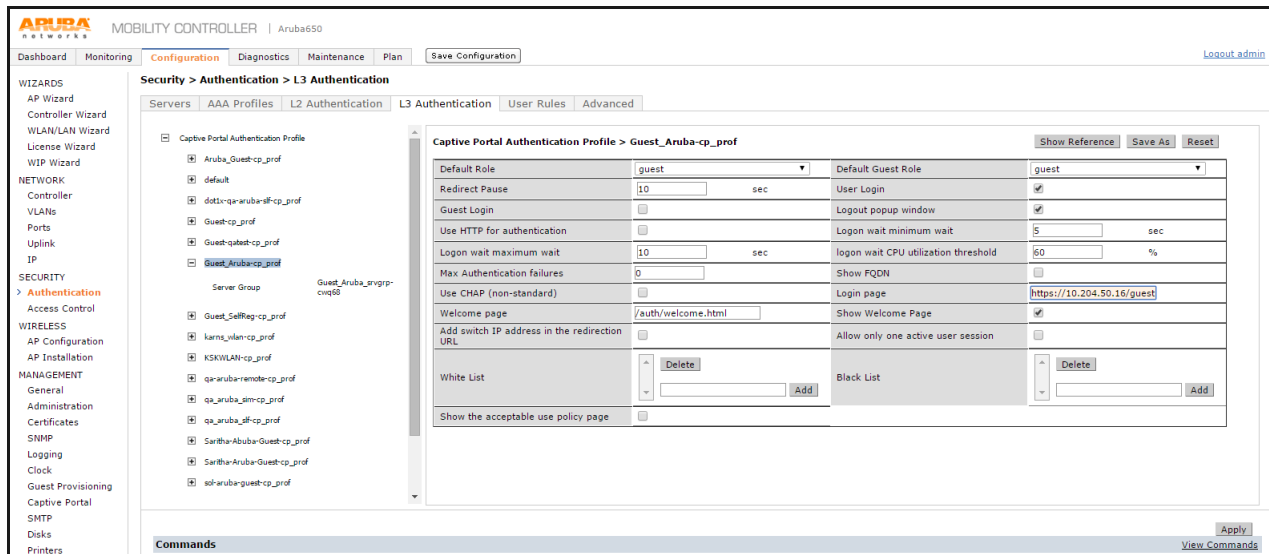 ARUBA networks MOBILITY CONTROLLER | Aruba650
Dashboard Monitoring Configuration Diagnostics Maintenance Plan Save Configuration Logout admin
WIZARDS
AP Wizard
Controller Wizard
WLAN/LAN Wizard
License Wizard
WIP Wizard
NETWORK
Controller
VLANs
Ports
Uplink
IP
SECURITY
> Authentication
Access Control
WIRELESS
AP Configuration
AP Installation
MANAGEMENT
General
Administration
Certificates
SNMP
Logging
Clock
Guest Provisioning
Captive Portal
SMTP
Disks
Printers
Security > Authentication > L3 Authentication
Servers AAA Profiles L2 Authentication L3 Authentication User Rules Advanced
Captive Portal Authentication Profile
Aruba_Guest-cp_prof
default
dot1x-qa-aruba-slf-cp_prof
Guest-cp_prof
Guest-qatest-cp_prof
Guest_Aruba-cp_prof
Server Group Guest_Aruba_srvgrp-cwq68
Guest_SelfReg-cp_prof
karns_wlan-cp_prof
KSKWLAN-cp_prof
qa-aruba-remote-cp_prof
qa_aruba_sim-cp_prof
qa_aruba_slf-cp_prof
Saritha-Abuba-Guest-cp_prof
Saritha-Aruba-Guest-cp_prof
sol-aruba-guest-cp_prof
Captive Portal Authentication Profile > Guest_Aruba-cp_prof Show Reference Save As Reset
Default Role guest Default Guest Role guest
Redirect Pause 10 sec User Login
Guest Login Logout popup window
Use HTTP for authentication Logon wait minimum wait 5 sec
Logon wait maximum wait 10 sec logon wait CPU utilization threshold 60 %
Max Authentication failures 0 Show FQDN
Use CHAP (non-standard) Login page https://10.204.50.16/guest
Welcome page /auth/welcome.html Show Welcome Page
Add switch IP address in the redirection URL Allow only one active user session
White List Delete Add Black List Delete Add
Show the acceptable use policy page
Apply
Commands View Commands